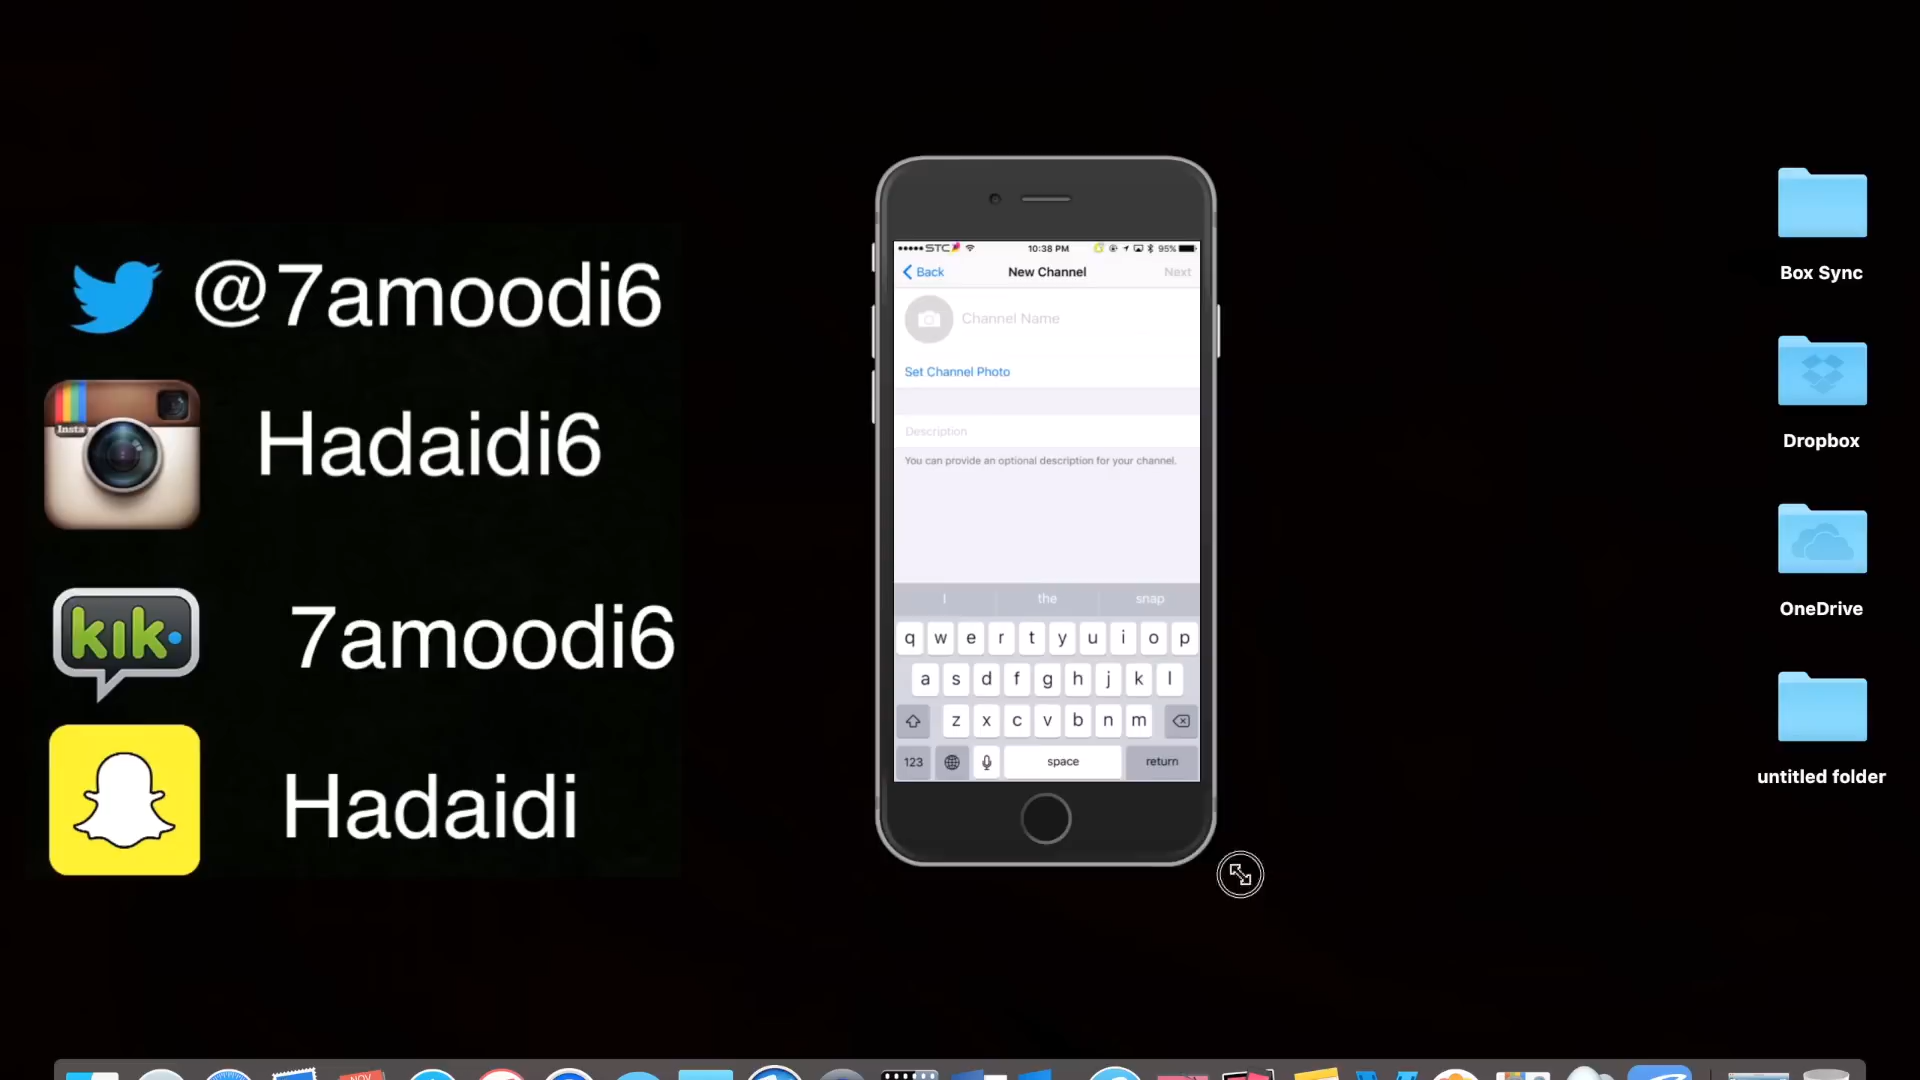 @7amoodi6
Insta
Hadaidi6
kik
7amoodi6
Hadaidi
STC
10:38 PM
95%
Back
New Channel
Next
Channel Name
Set Channel Photo
Description
You can provide an optional description for your channel.
I the snap
q w e r t y u i o p
a s d f g h j k l
z x c v b n m
123 space return
Box Sync
Dropbox
OneDrive
untitled folder
NOV